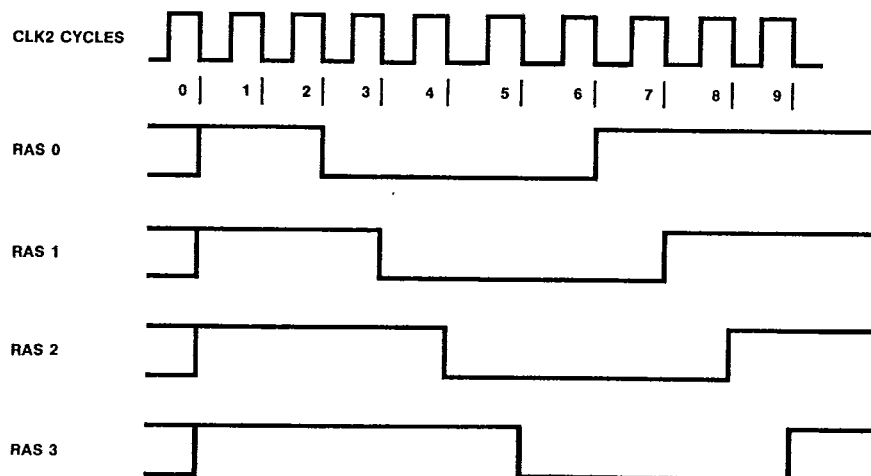 CLK2 CYCLES
0 1 2 3 4 5 6 7 8 9
RAS 0
RAS 1
RAS 2
RAS 3